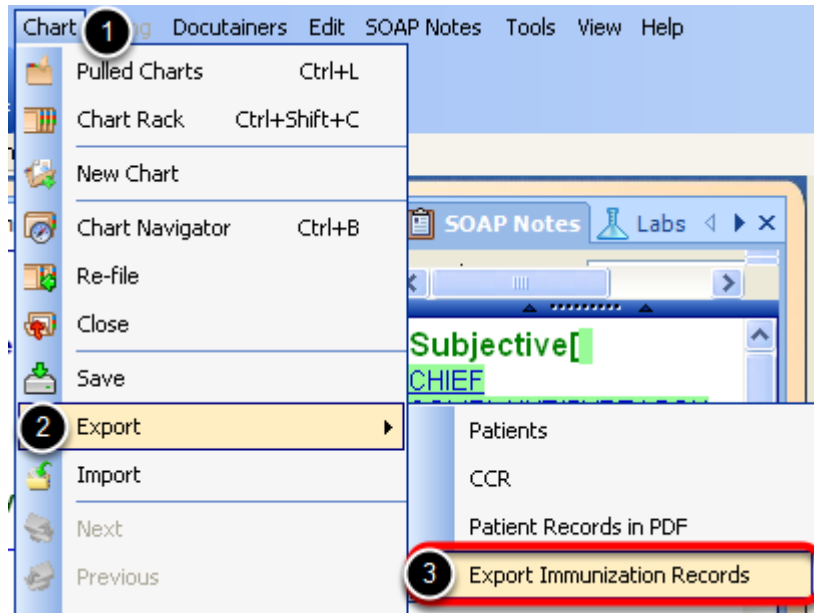 Chart Docutainers Edit SOAP Notes Tools View Help
1
Pulled Charts Ctrl+L
Chart Rack Ctrl+Shift+C
New Chart
Chart Navigator Ctrl+B
SOAP Notes Labs
Re-file
Close
Subjective[
CHIEF
Save
2 Export
Patients
Import
CCR
Next
Patient Records in PDF
Previous
3 Export Immunization Records